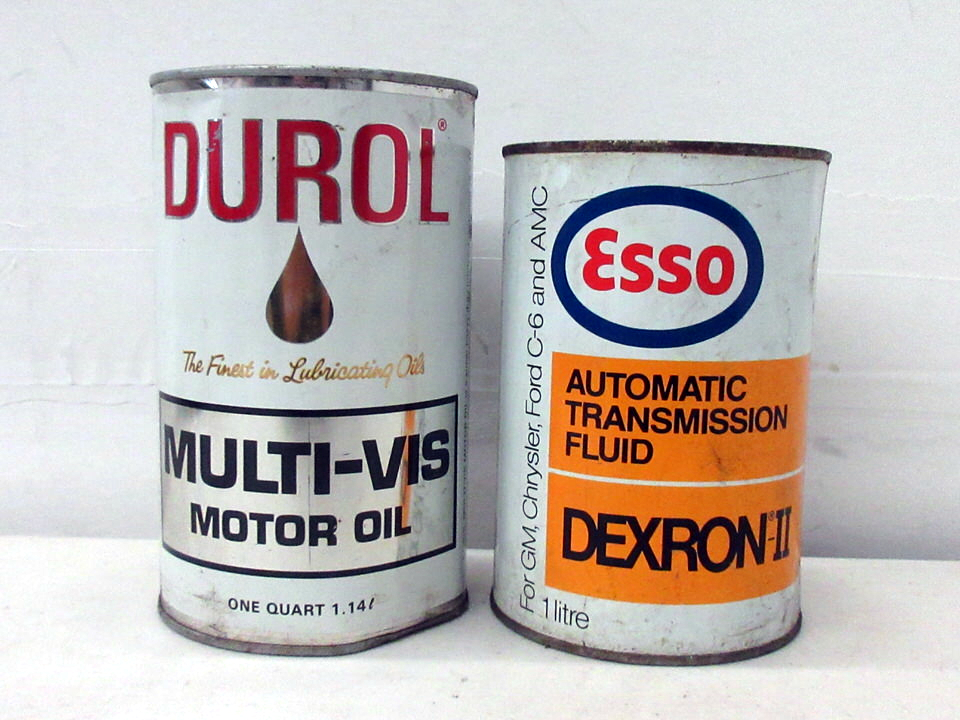 DUROL®
The Finest in Lubricating Oils
MULTI-VIS
MOTOR OIL
ONE QUART 1.14ℓ
Esso
AUTOMATIC
TRANSMISSION
FLUID
DEXRON®-II
For GM, Chrysler, Ford C-6 and AMC
1 litre